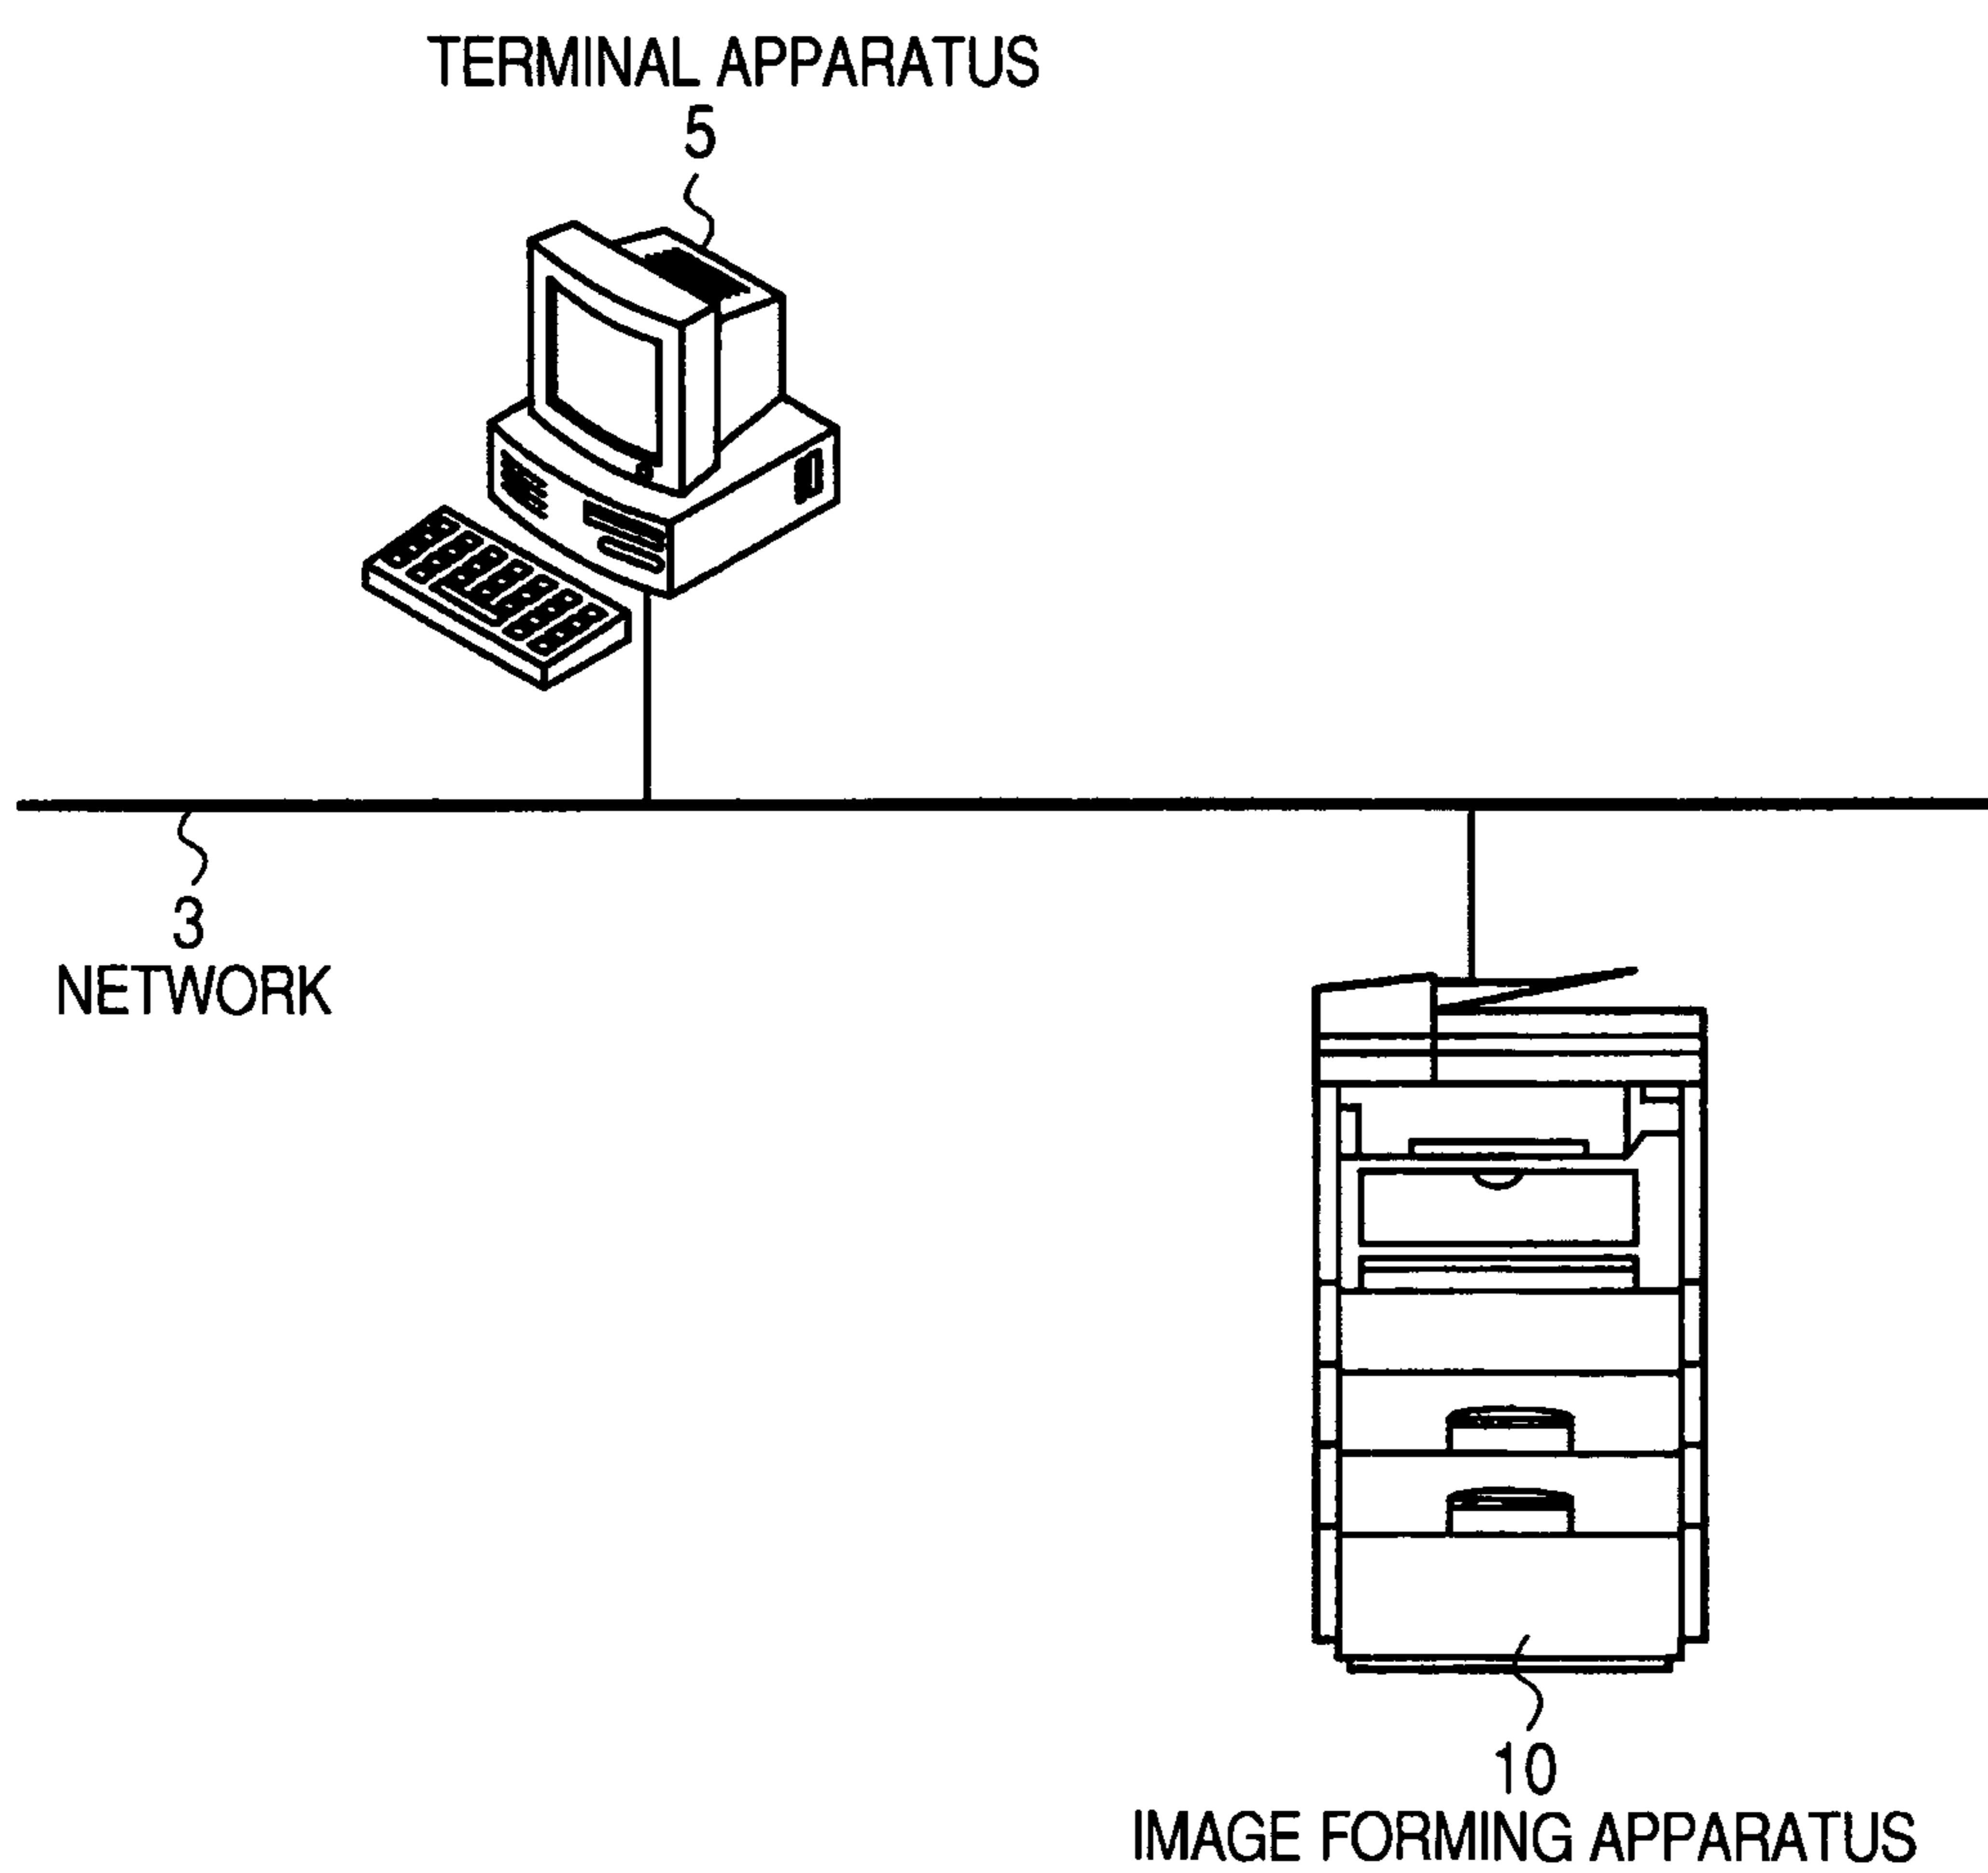 TERMINAL APPARATUS
5
3
NETWORK
10
IMAGE FORMING APPARATUS